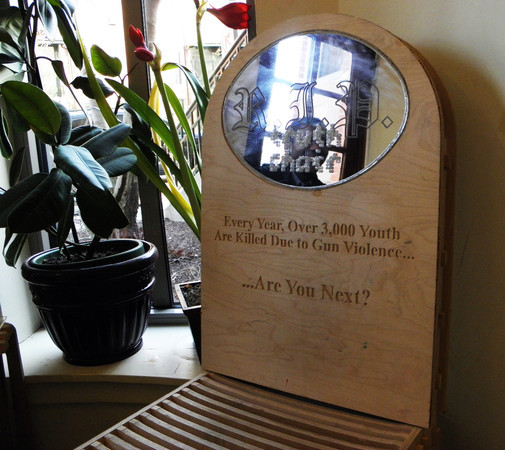 R.I.P.
Every Year, Over 3,000 Youth
Are Killed Due to Gun Violence...
...Are You Next?